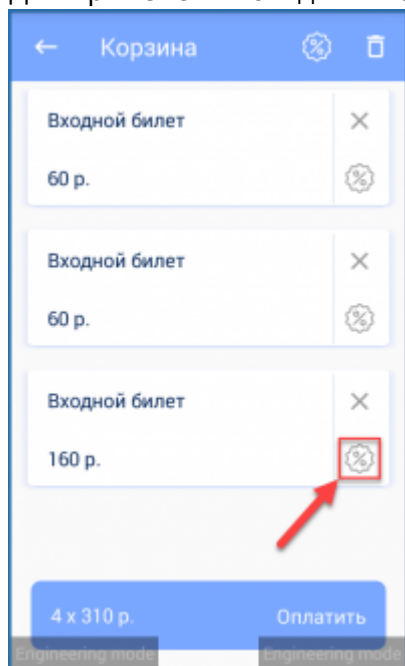 Корзина
Входной билет
60 р.
Входной билет
60 р.
Входной билет
160 р.
4 x 310 р. Оплатить
Engineering mode Engineering mode